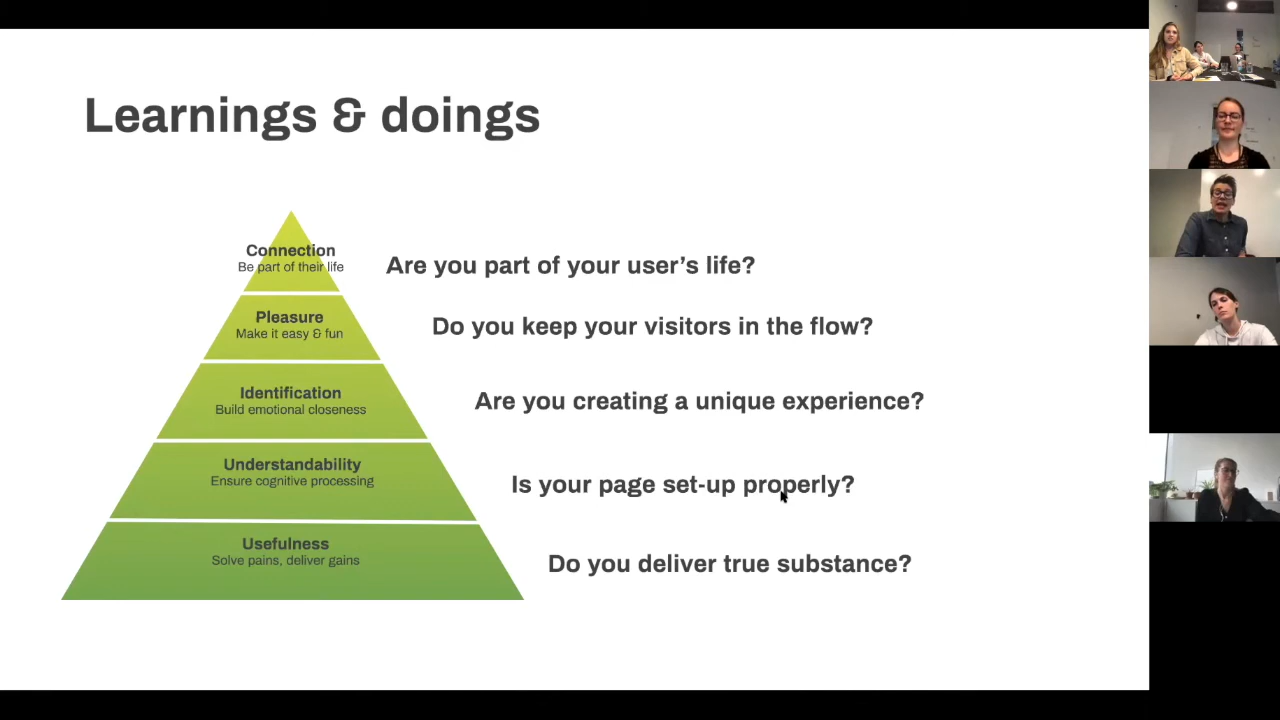 Learnings & doings
Connection
Be part of their life
Are you part of your user’s life?
Pleasure
Make it easy & fun
Do you keep your visitors in the flow?
Identification
Build emotional closeness
Are you creating a unique experience?
Understandability
Ensure cognitive processing
Is your page set-up properly?
Usefulness
Solve pains, deliver gains
Do you deliver true substance?